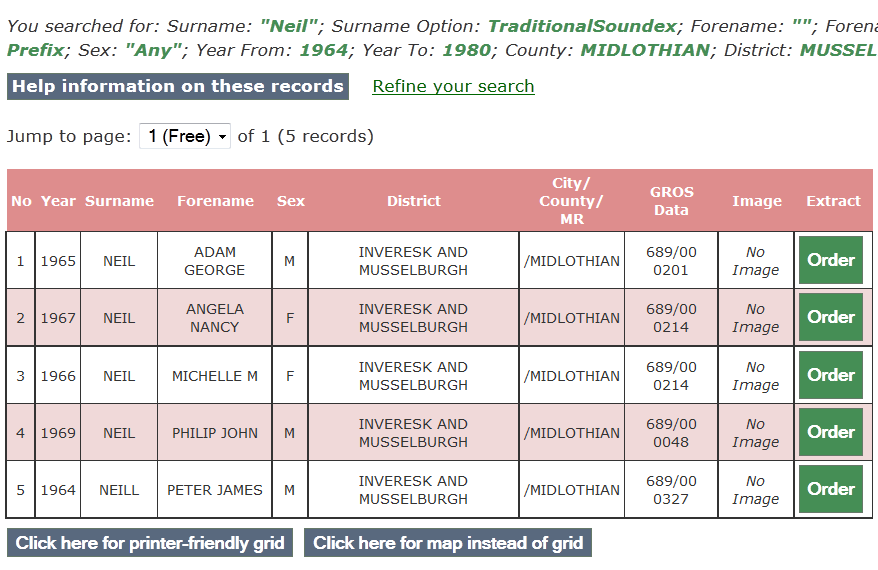 You searched for: Surname: "Neil"; Surname Option: TraditionalSoundex; Forename: ""; Forena
Prefix; Sex: "Any"; Year From: 1964; Year To: 1980; County: MIDLOTHIAN; District: MUSSEL
Help information on these records Refine your search
Jump to page: 1 (Free) of 1 (5 records)
No Year Surname Forename Sex District City/ County/ MR GROS Data Image Extract
1 1965 NEIL ADAM GEORGE M INVERESK AND MUSSELBURGH /MIDLOTHIAN 689/00 0201 No Image Order
2 1967 NEIL ANGELA NANCY F INVERESK AND MUSSELBURGH /MIDLOTHIAN 689/00 0214 No Image Order
3 1966 NEIL MICHELLE M F INVERESK AND MUSSELBURGH /MIDLOTHIAN 689/00 0214 No Image Order
4 1969 NEIL PHILIP JOHN M INVERESK AND MUSSELBURGH /MIDLOTHIAN 689/00 0048 No Image Order
5 1964 NEILL PETER JAMES M INVERESK AND MUSSELBURGH /MIDLOTHIAN 689/00 0327 No Image Order
Click here for printer-friendly grid Click here for map instead of grid